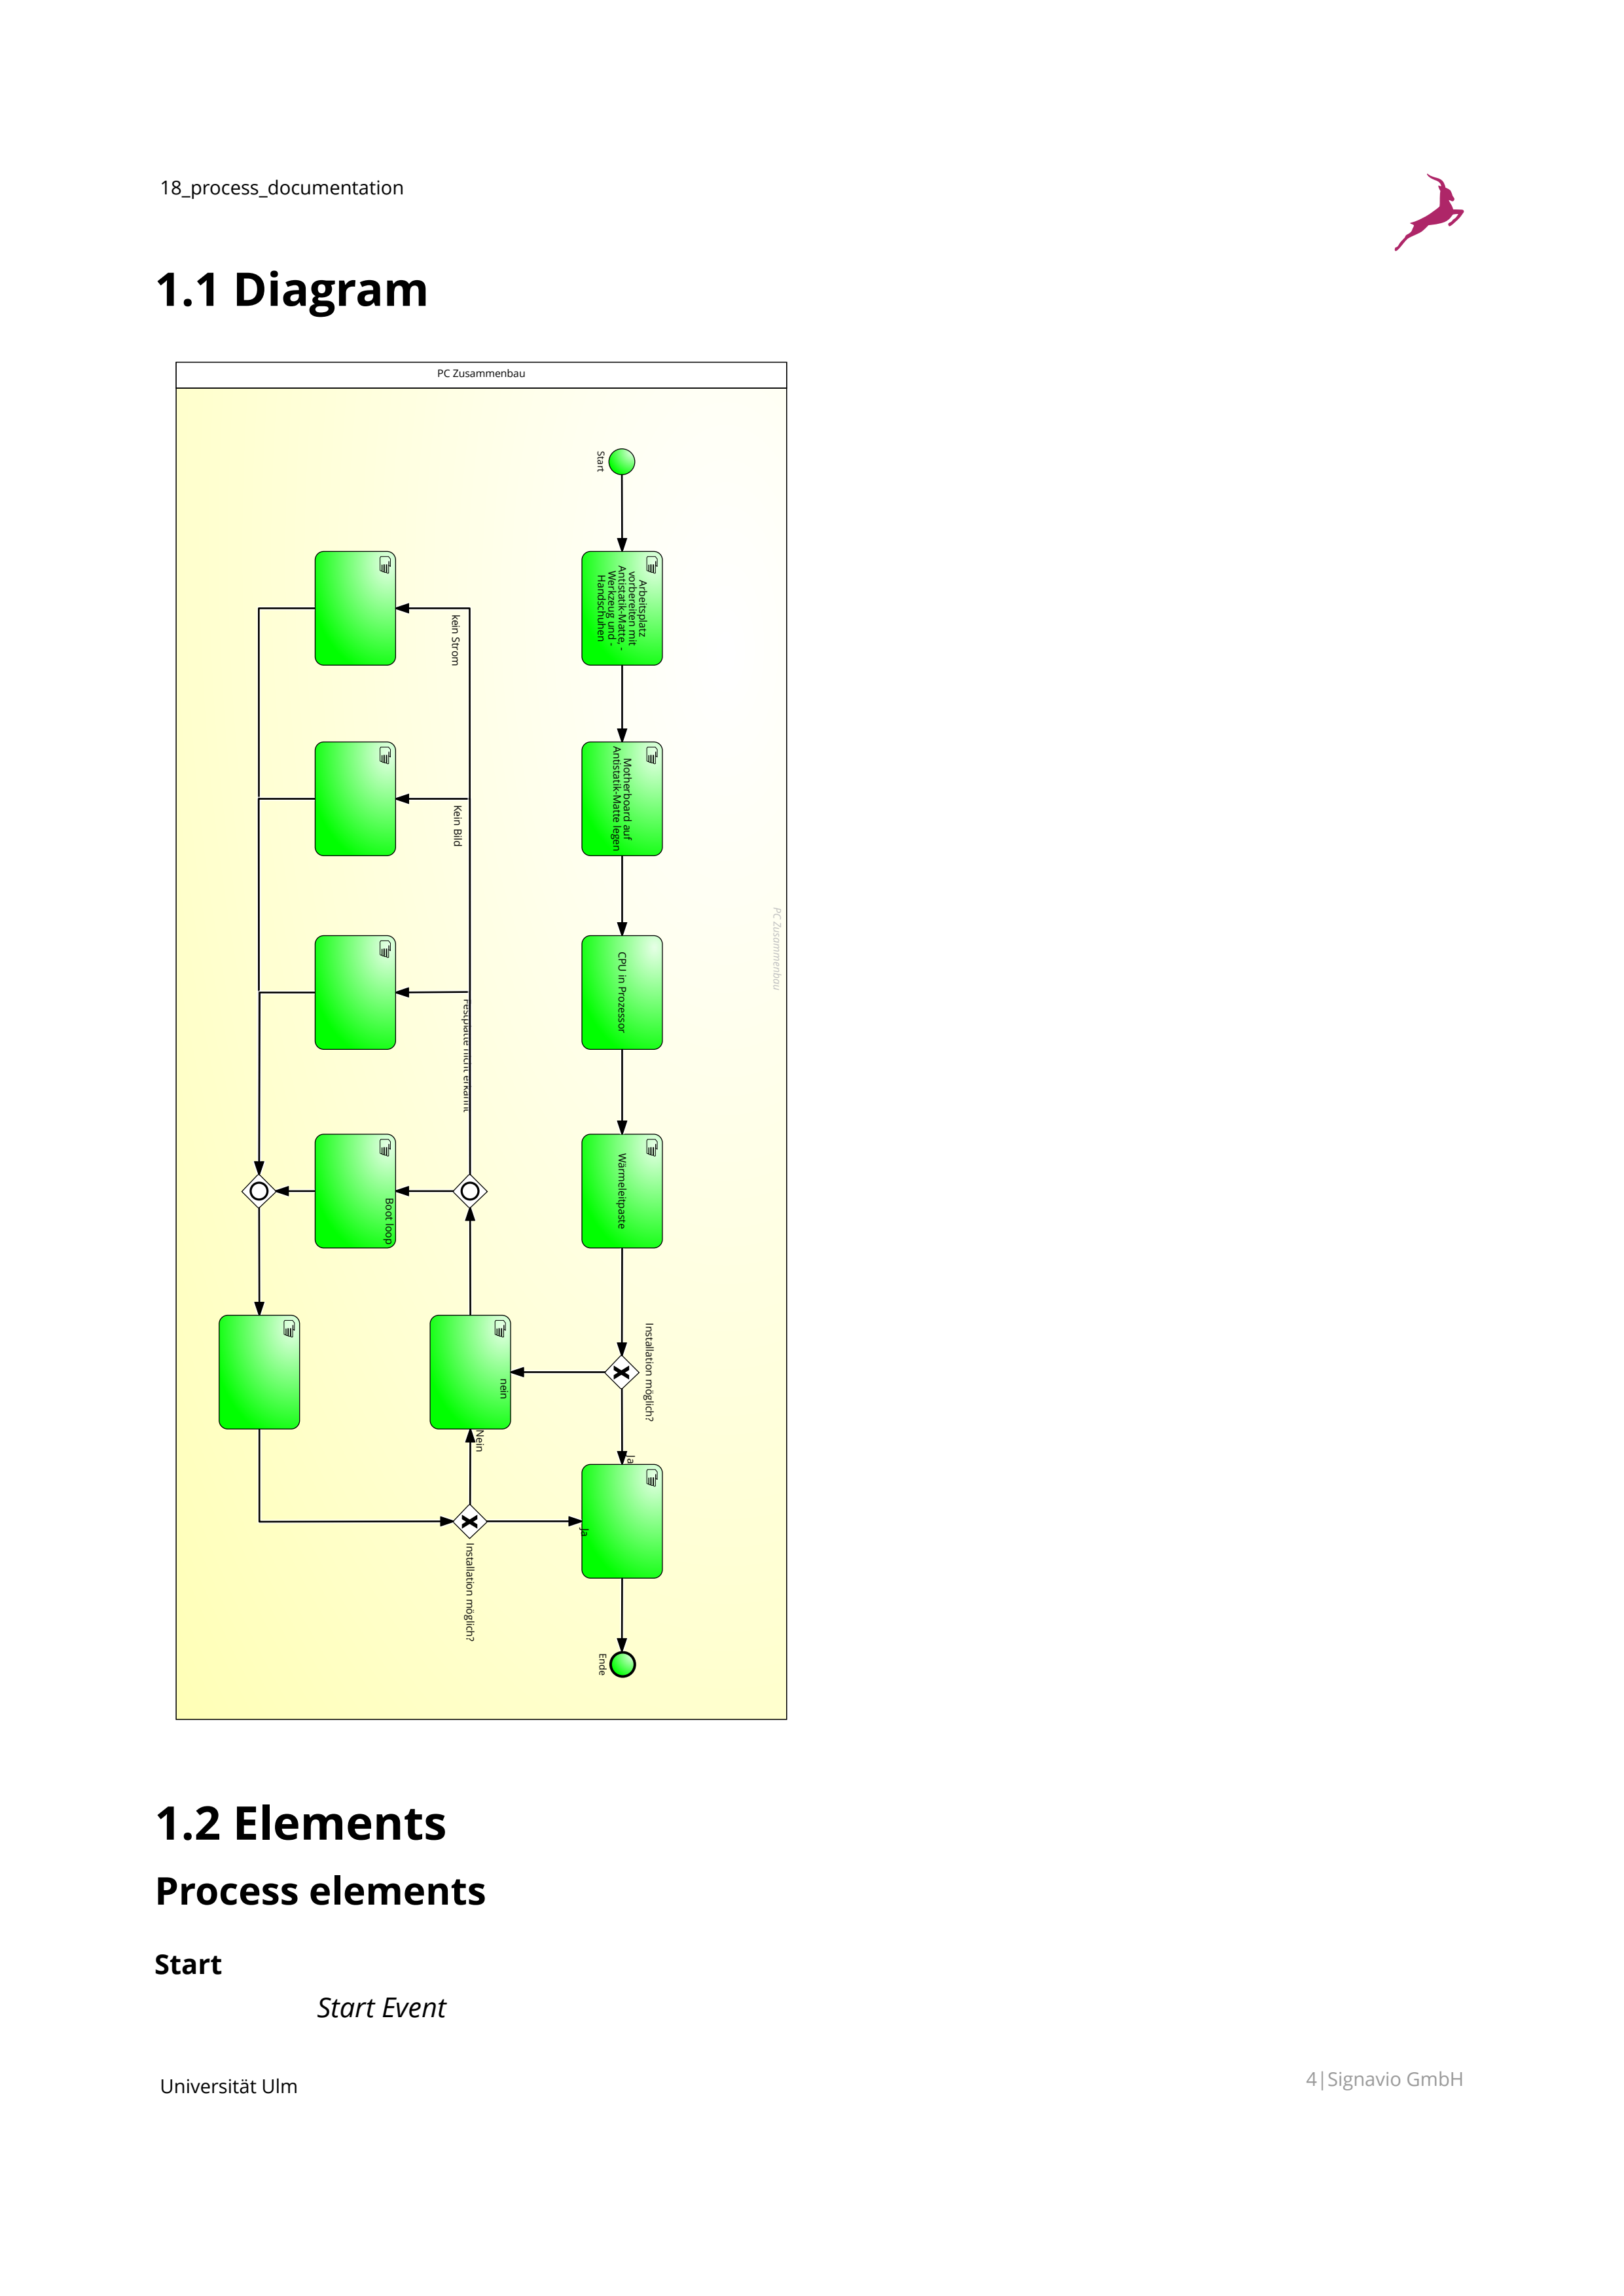 18_process_documentation
1.1 Diagram
PC Zusammenbau
PC Zusammenbau
Start
Arbeitsplatz
vorbereiten mit
Antistatik-Matte, -
Werkzeug und -
Handschuhen
Motherboard auf
Antistatik-Matte legen
CPU in Prozessor
Wärmeleitpaste
Installation möglich?
Ja
nein
Nein
Ja
Installation möglich?
Ende
kein Strom
Kein Bild
Festplatte nicht erkannt
Boot loop
1.2 Elements
Process elements
Start
Start Event
Universität Ulm
4|Signavio GmbH